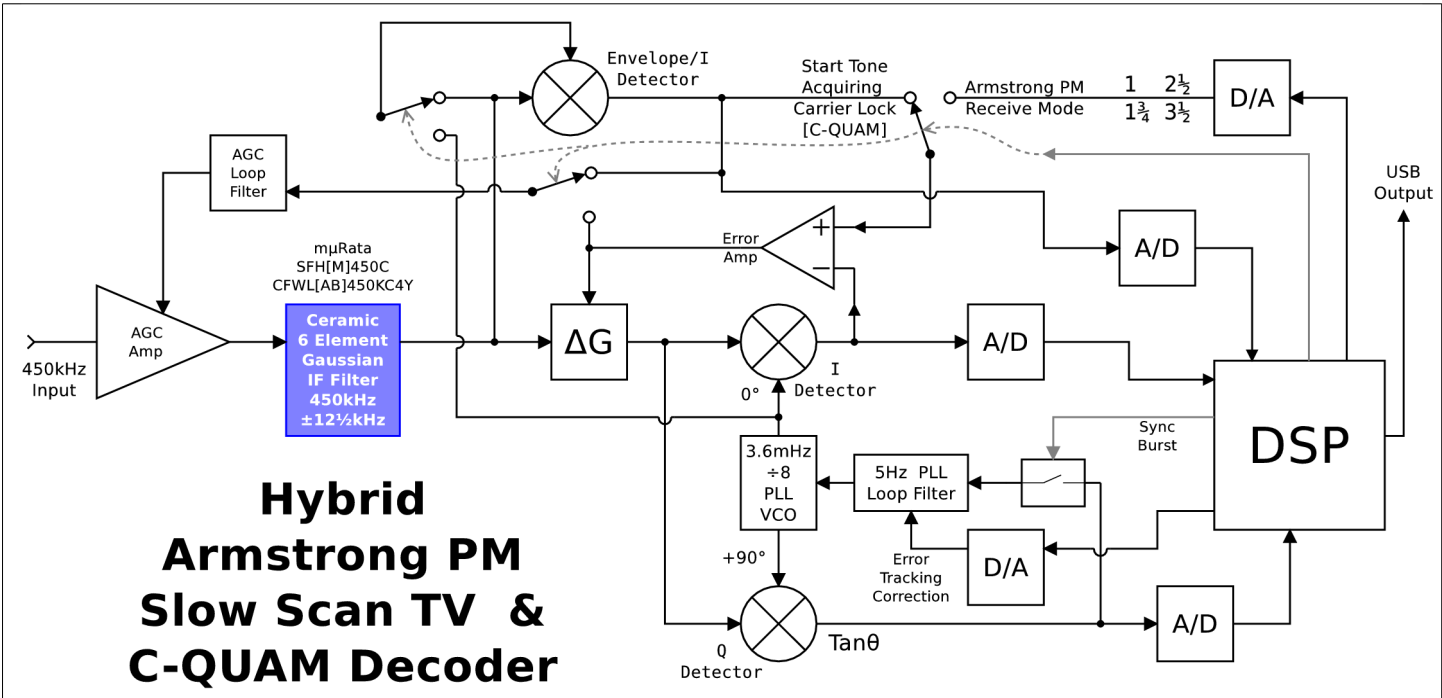 Envelope/I
Detector
Start Tone
Acquiring
Carrier Lock
[C-QUAM]
Armstrong PM
Receive Mode
1 2½
1¾ 3½
D/A
AGC
Loop
Filter
USB
Output
A/D
Error
Amp
+
−
mμRata
SFH[M]450C
CFWL[AB]450KC4Y
AGC
Amp
450kHz
Input
Ceramic
6 Element
Gaussian
IF Filter
450kHz
±12½kHz
ΔG
I
Detector
0°
A/D
DSP
Sync
Burst
3.6mHz
÷8
PLL
VCO
5Hz PLL
Loop Filter
+90°
Error
Tracking
Correction
D/A
Q
Detector
Tanθ
A/D
Hybrid
Armstrong PM
Slow Scan TV &
C-QUAM Decoder